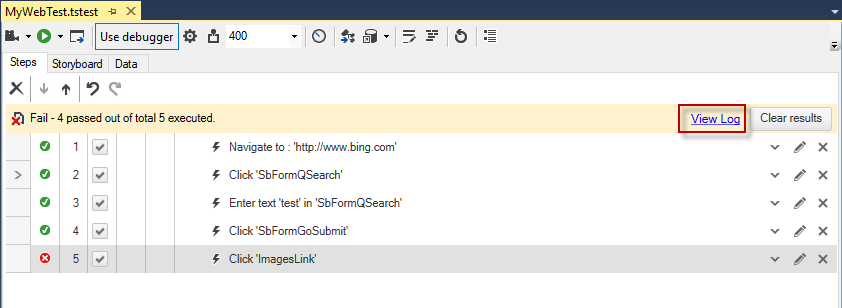 MyWebTest.tstest
Use debugger 400
Steps Storyboard Data
Fail - 4 passed out of total 5 executed. View Log Clear results
1 Navigate to : 'http://www.bing.com'
2 Click 'SbFormQSearch'
3 Enter text 'test' in 'SbFormQSearch'
4 Click 'SbFormGoSubmit'
5 Click 'ImagesLink'